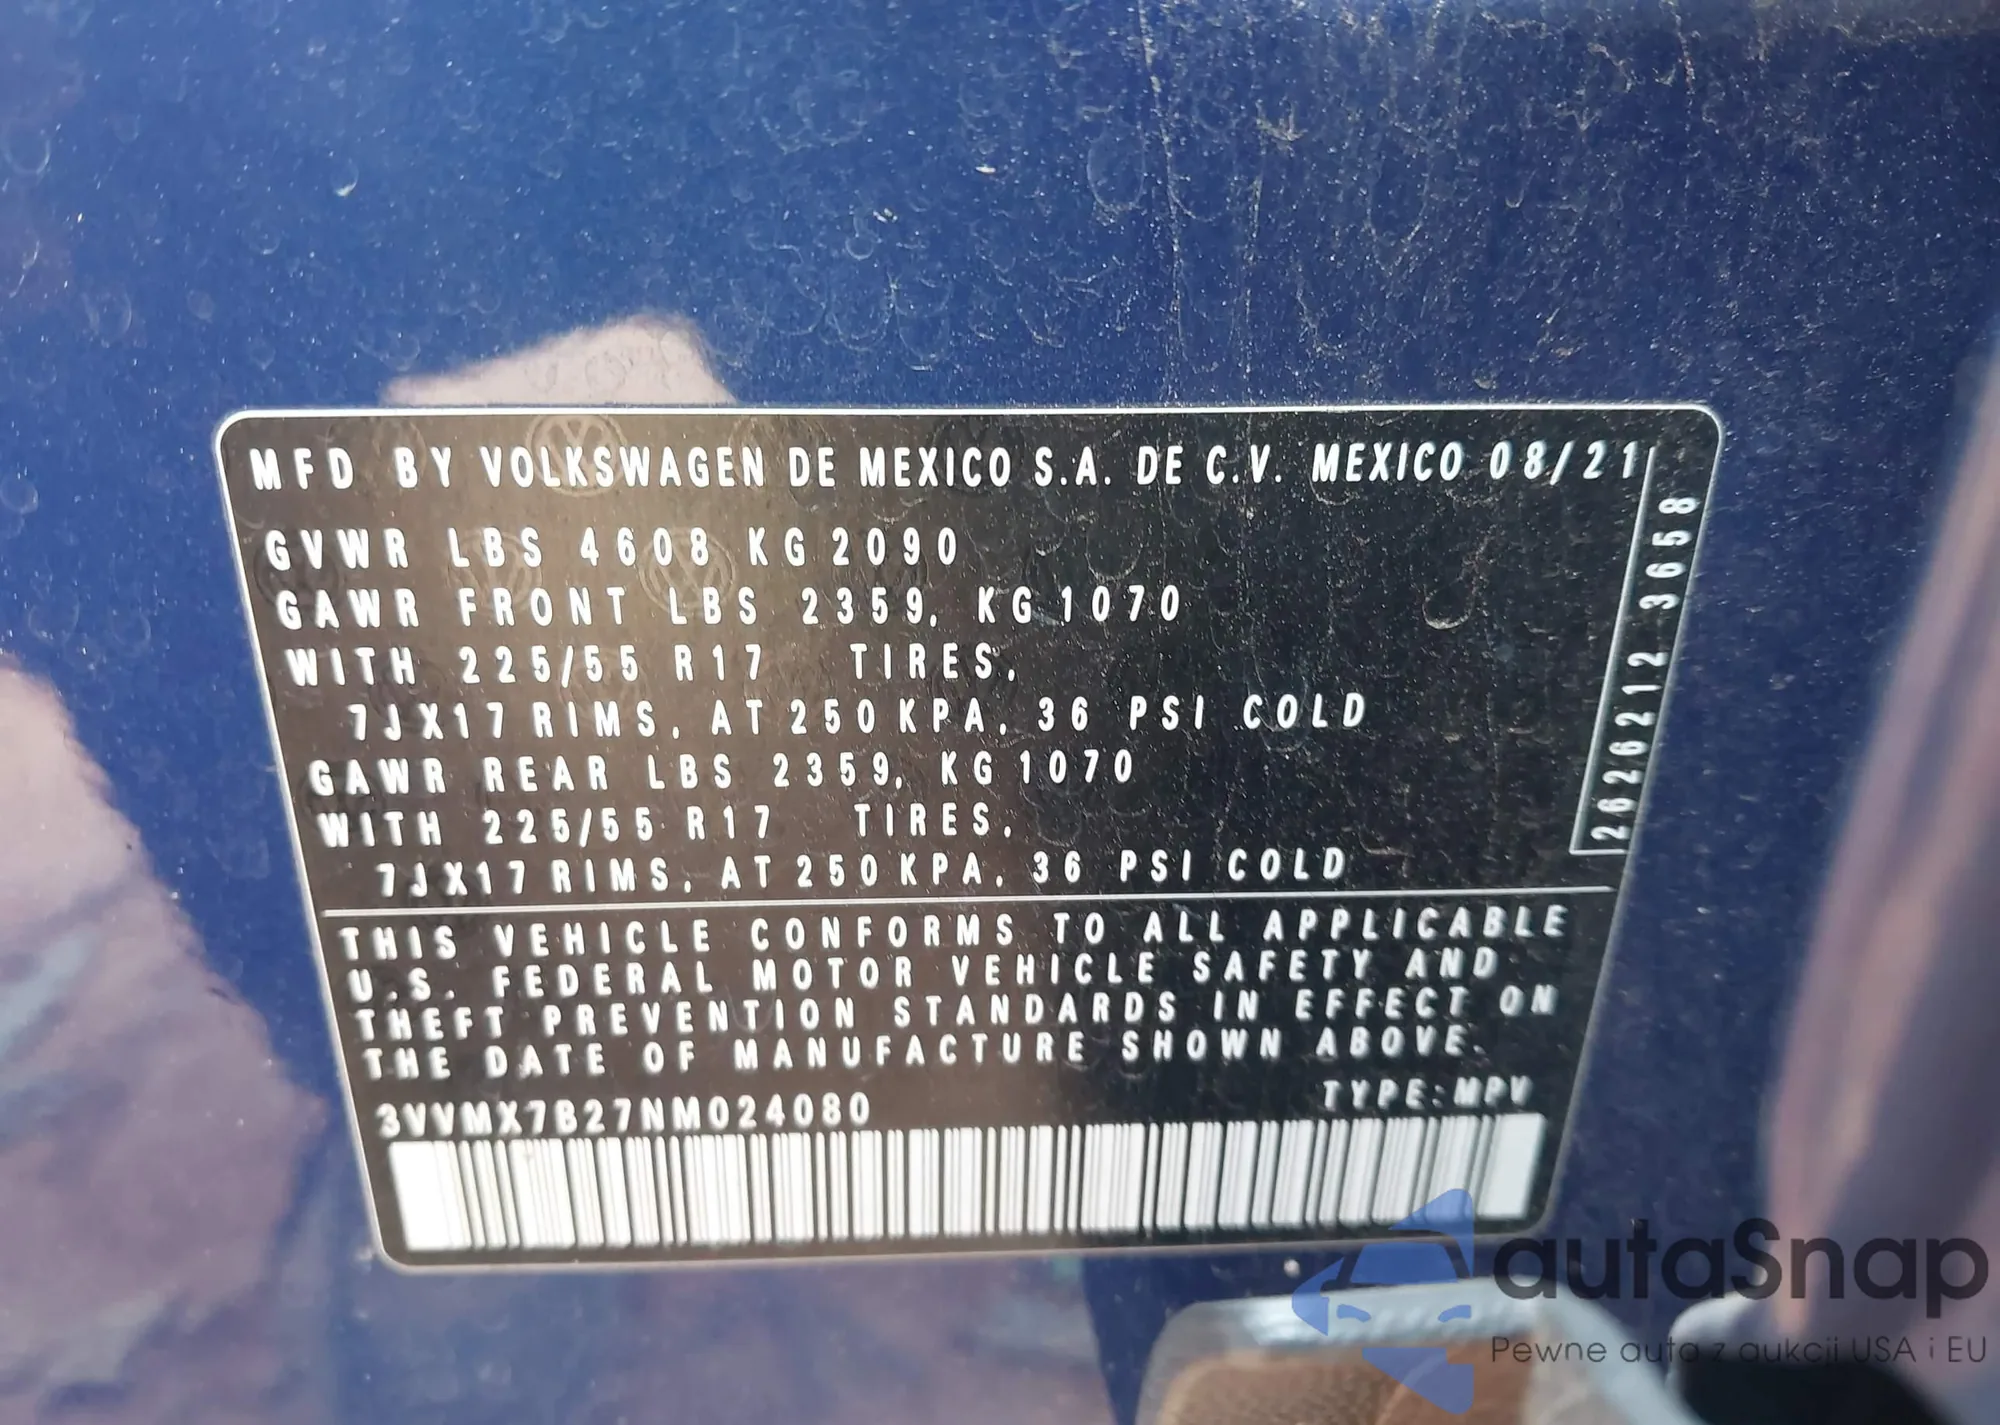 MFD BY VOLKSWAGEN DE MEXICO S.A. DE C.V. MEXICO 08/21
GVWR LBS 4608 KG 2090
GAWR FRONT LBS 2359, KG 1070
WITH 225/55 R17 TIRES,
7JX17 RIMS, AT 250 KPA, 36 PSI COLD
GAWR REAR LBS 2359, KG 1070
WITH 225/55 R17 TIRES,
7JX17 RIMS, AT 250 KPA, 36 PSI COLD
2626212 3658
THIS VEHICLE CONFORMS TO ALL APPLICABLE
U.S. FEDERAL MOTOR VEHICLE SAFETY AND
THEFT PREVENTION STANDARDS IN EFFECT ON
THE DATE OF MANUFACTURE SHOWN ABOVE.
3VVMX7B27NM024080 TYPE:MPV
autaSnap
Pewne auta z aukcji USA i EU